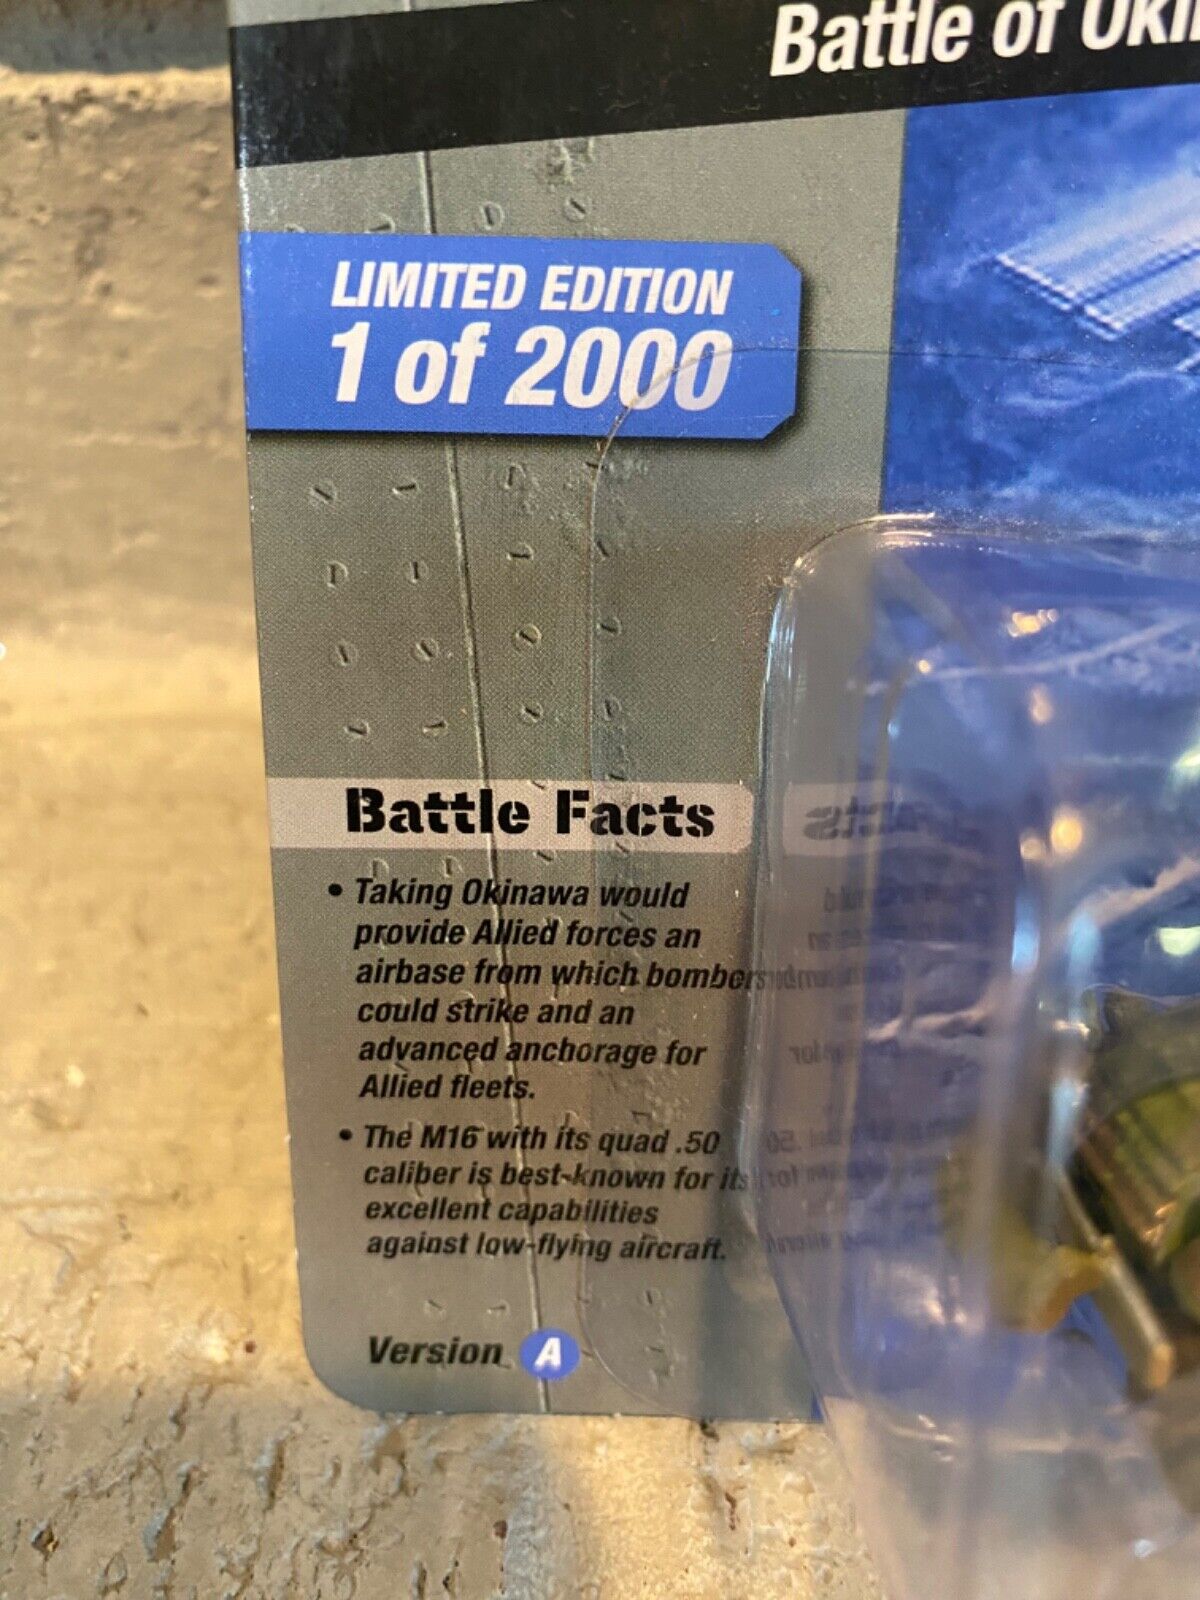 Battle of Oki
LIMITED EDITION
1 of 2000
Battle Facts
• Taking Okinawa would
provide Allied forces an
airbase from which bombers
could strike and an
advanced anchorage for
Allied fleets.
• The M16 with its quad .50
caliber is best-known for its
excellent capabilities
against low-flying aircraft.
Version A